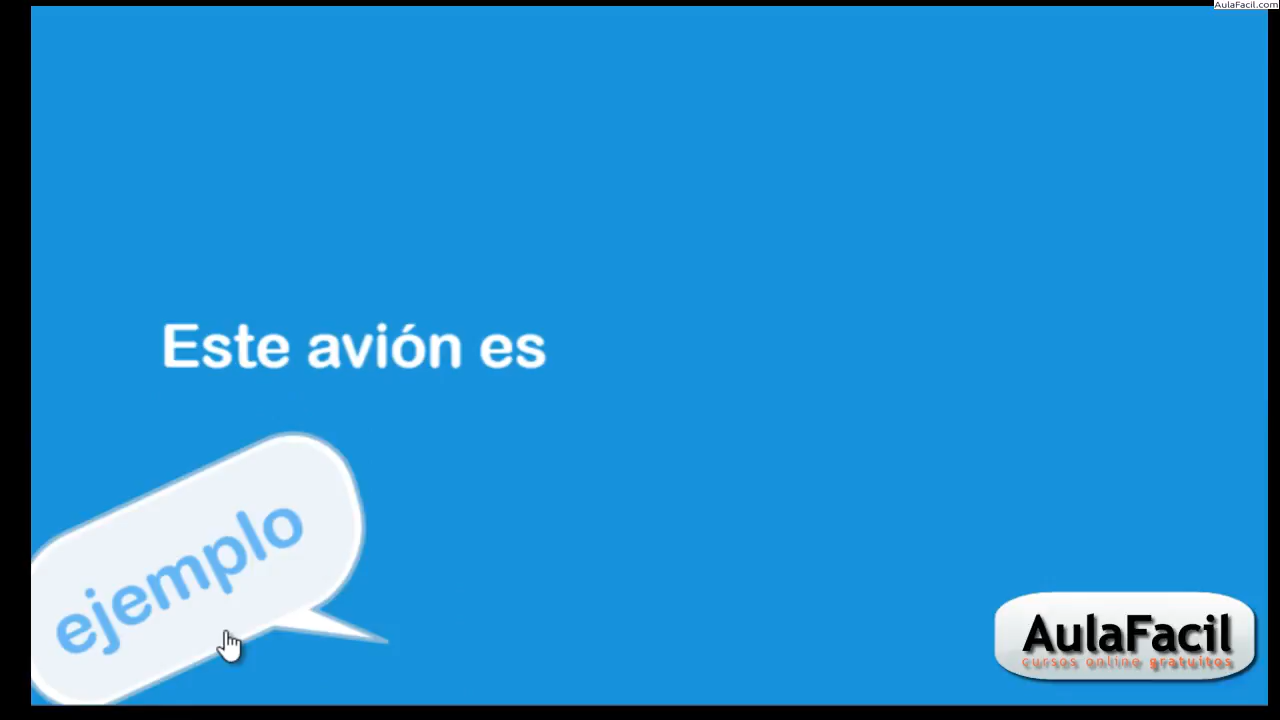 AulaFacil.com
Este avión es
ejemplo
AulaFacil
cursos online gratuitos